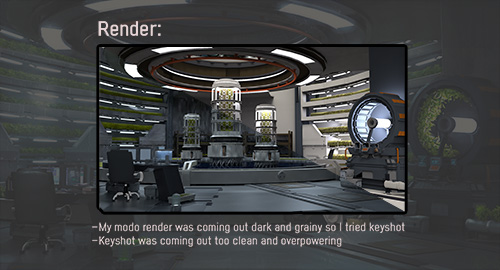 Render:
-My modo render was coming out dark and grainy so I tried keyshot
-Keyshot was coming out too clean and overpowering